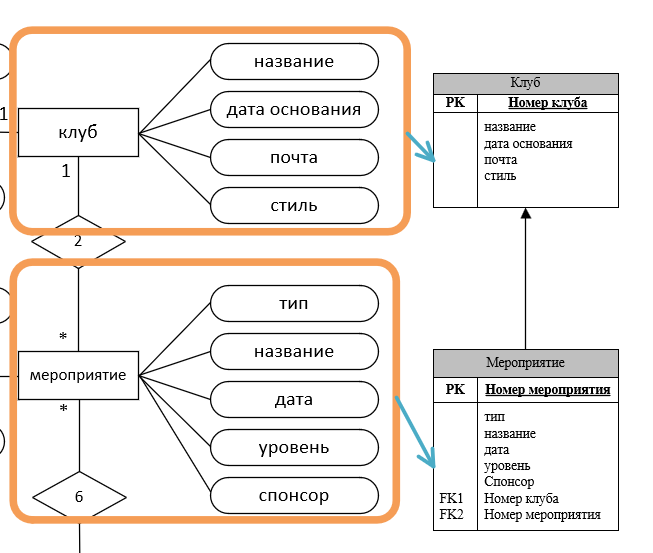 название
дата основания
почта
стиль
1
клуб
1
2
*
тип
название
дата
уровень
спонсор
мероприятие
*
6
Клуб
PK Номер клуба
название
дата основания
почта
стиль
Мероприятие
PK Номер мероприятия
тип
название
дата
уровень
Спонсор
FK1 Номер клуба
FK2 Номер мероприятия